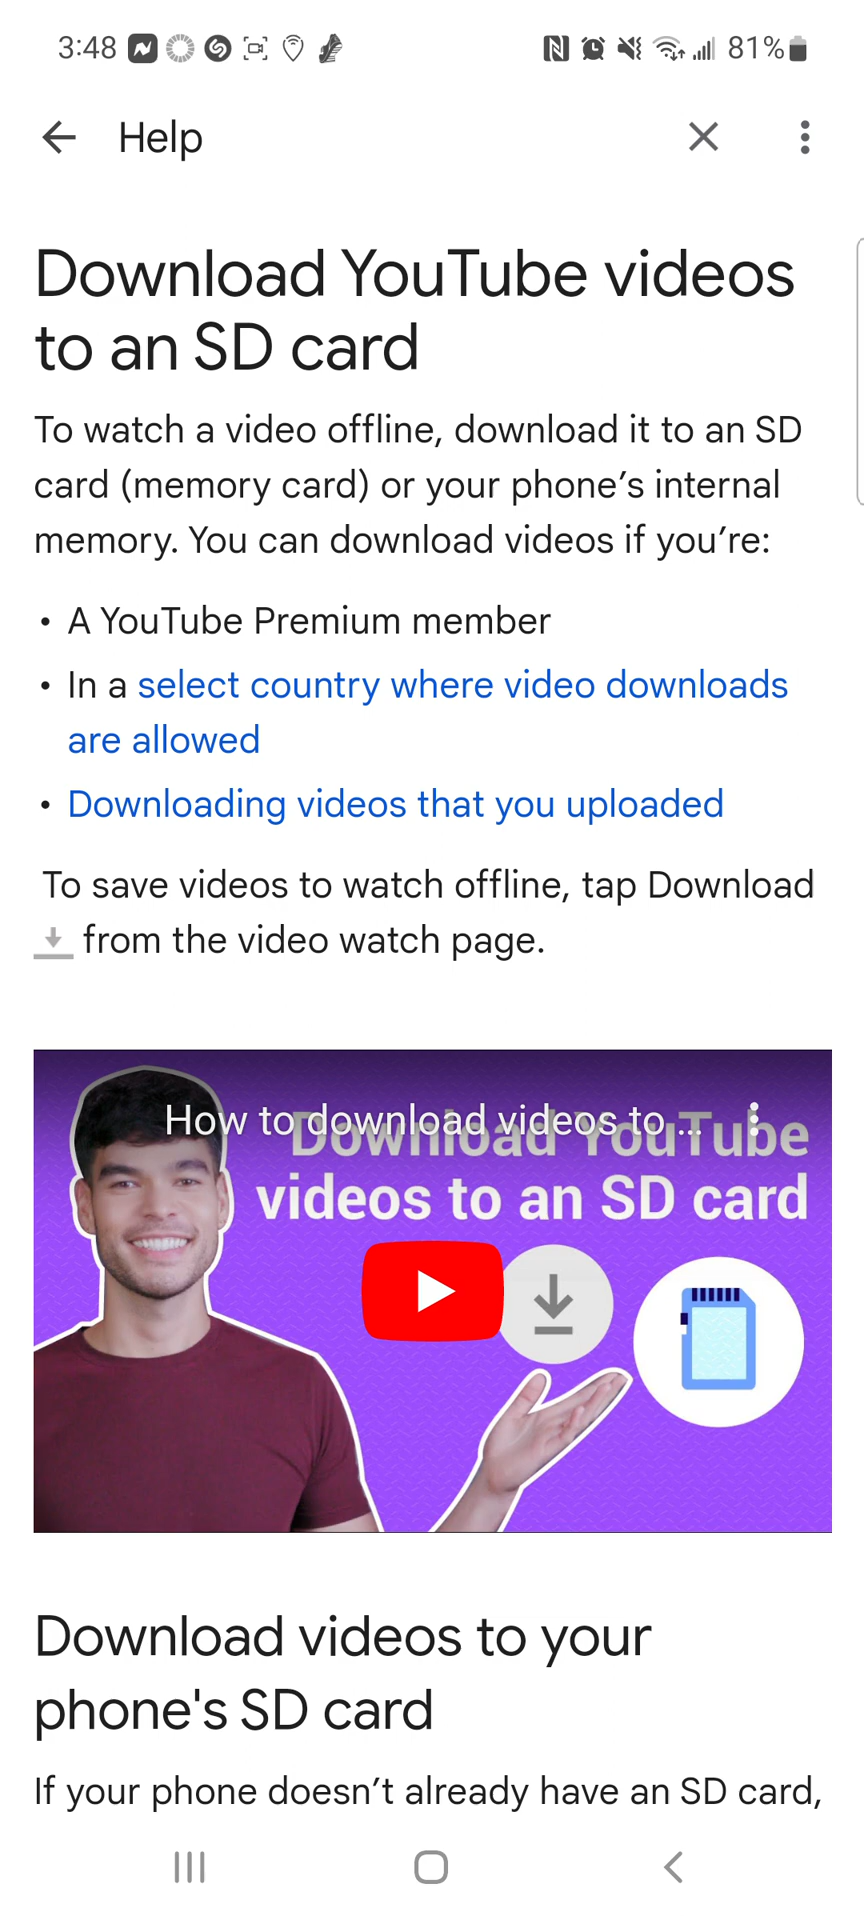 3:48
81%
Help
Download YouTube videos
to an SD card
To watch a video offline, download it to an SD
card (memory card) or your phone’s internal
memory. You can download videos if you’re:
• A YouTube Premium member
• In a select country where video downloads
are allowed
• Downloading videos that you uploaded
To save videos to watch offline, tap Download
from the video watch page.
How to download videos to ...
Download YouTube
videos to an SD card
Download videos to your
phone's SD card
If your phone doesn’t already have an SD card,